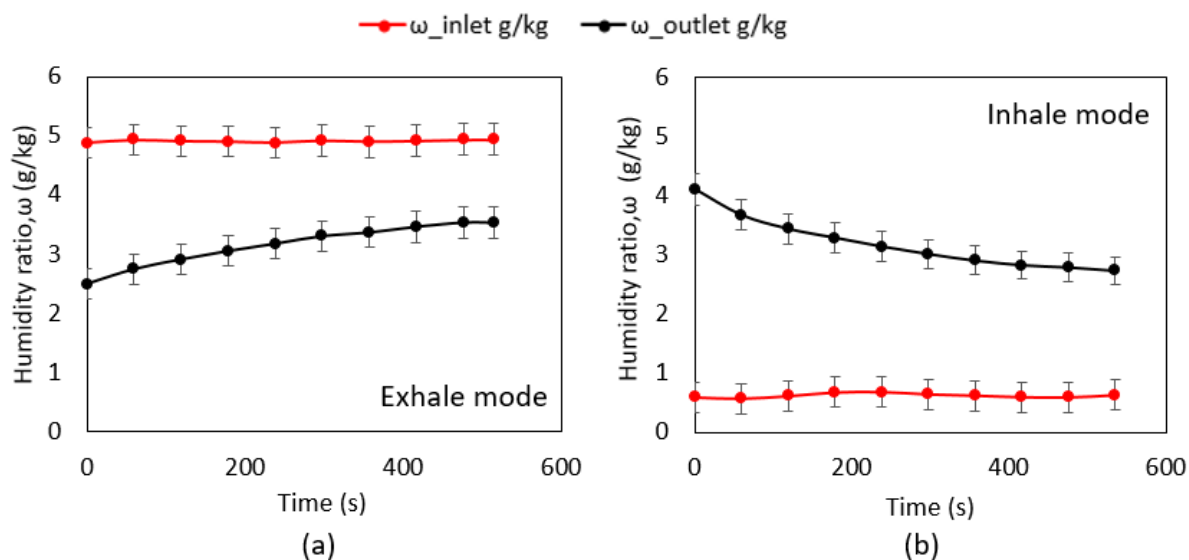 ω_inlet g/kg ω_outlet g/kg
Humidity ratio,ω (g/kg)
6
5
4
3
2
1
0
Exhale mode
0 200 400 600
Time (s)
(a)
Humidity ratio,ω (g/kg)
6
5
4
3
2
1
0
Inhale mode
0 200 400 600
Time (s)
(b)